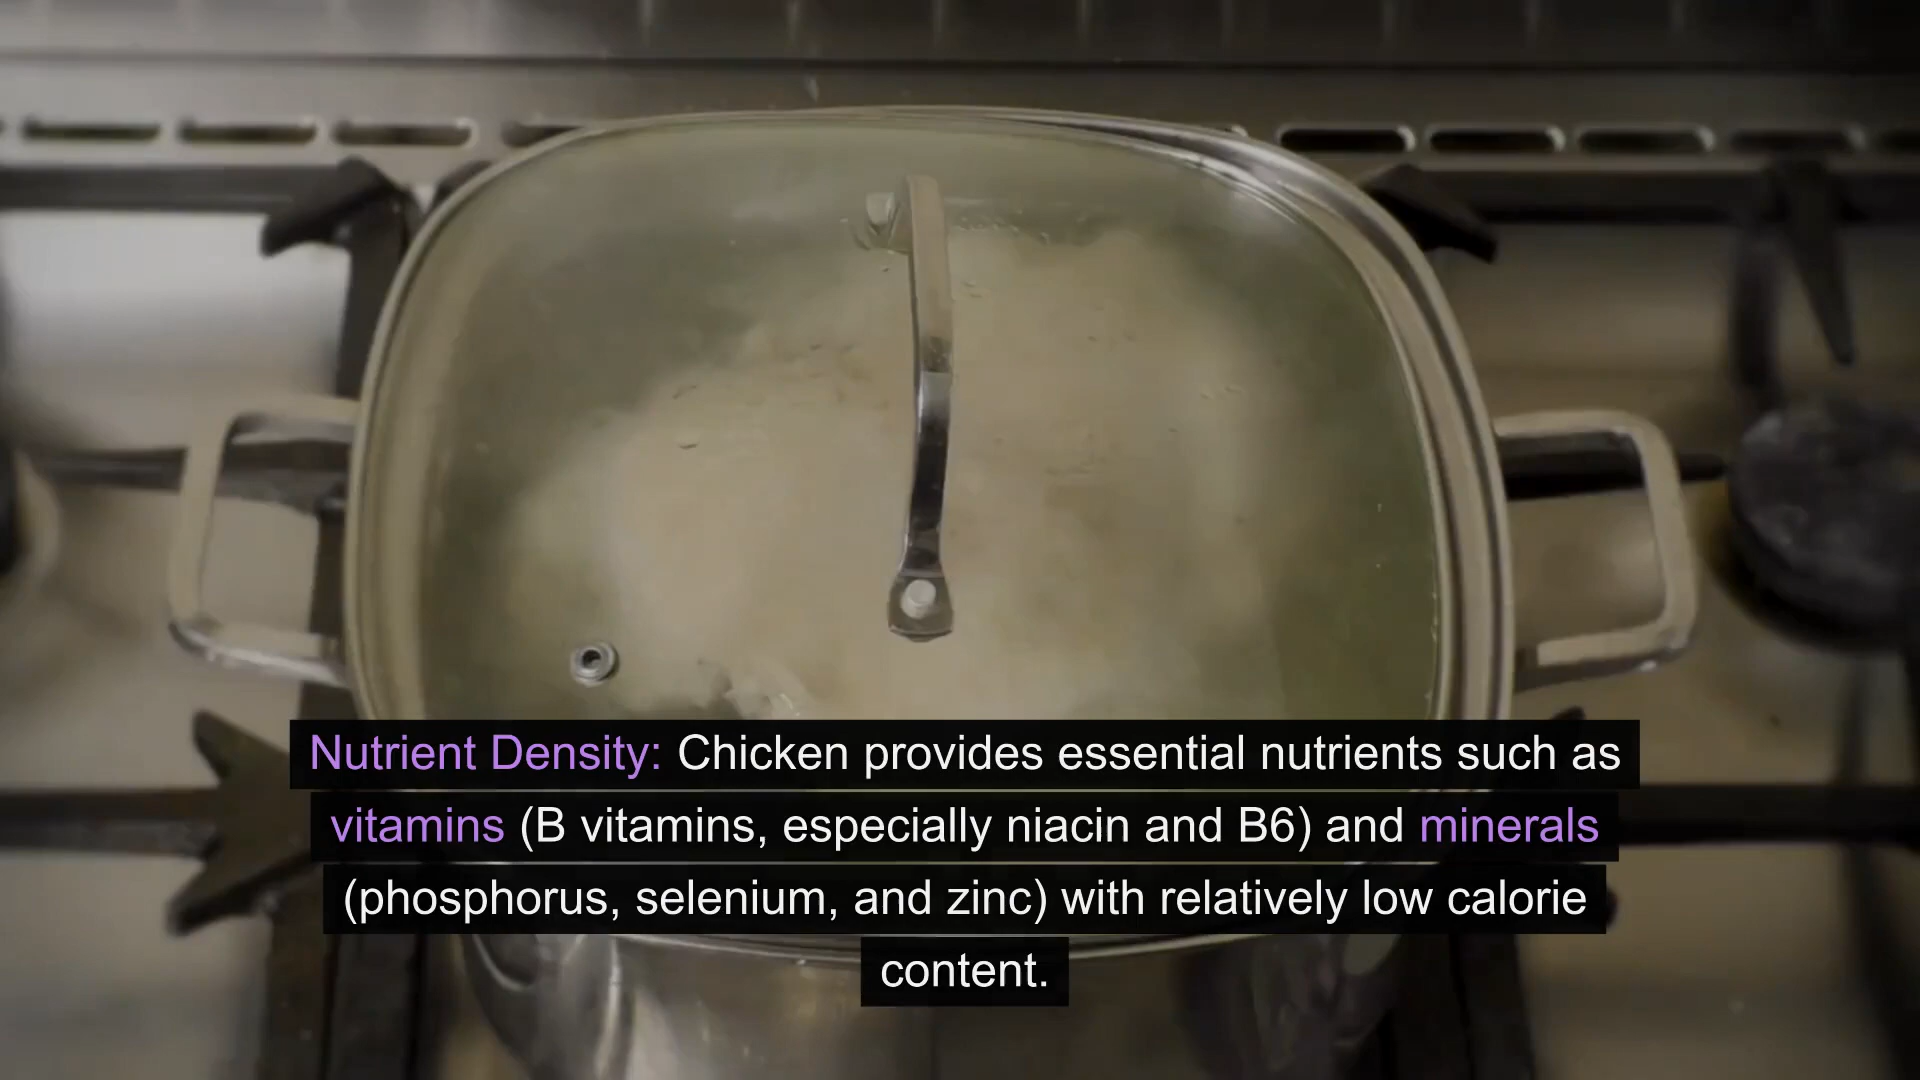 Nutrient Density: Chicken provides essential nutrients such as
vitamins (B vitamins, especially niacin and B6) and minerals
(phosphorus, selenium, and zinc) with relatively low calorie
content.